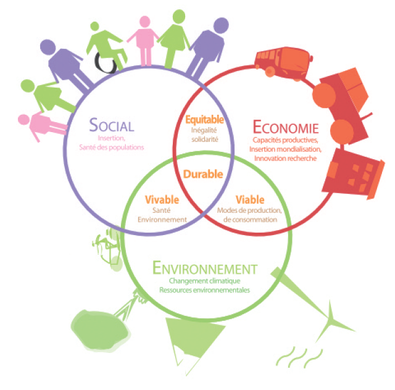 SOCIAL
Insertion,
Santé des populations
Equitable
Inégalité
solidarité
ECONOMIE
Capacités productives,
Insertion mondialisation,
Innovation recherche
Durable
Vivable
Santé
Environnement
Viable
Modes de production,
de consommation
ENVIRONNEMENT
Changement climatique
Ressources environnementales